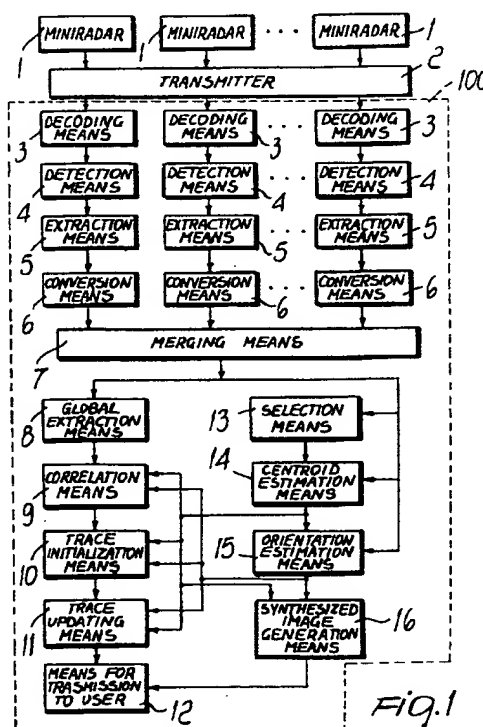 MINIRADAR MINIRADAR . . . MINIRADAR 1
1 1
TRANSMITTER 2
100
DECODING MEANS DECODING MEANS . . . DECODING MEANS 3
3 3
DETECTION MEANS DETECTION MEANS . . . DETECTION MEANS 4
4 4
EXTRACTION MEANS EXTRACTION MEANS . . . EXTRACTION MEANS 5
5 5
CONVERSION MEANS CONVERSION MEANS . . . CONVERSION MEANS 6
6 6
MERGING MEANS
7
GLOBAL EXTRACTION MEANS
8
13
SELECTION MEANS
CORRELATION MEANS
9
14
CENTROID ESTIMATION MEANS
TRACE INITIALIZATION MEANS
10
15
ORIENTATION ESTIMATION MEANS
TRACE UPDATING MEANS
11
SYNTHESIZED IMAGE GENERATION MEANS
16
MEANS FOR TRASMISSION TO USER
12
Fig.1